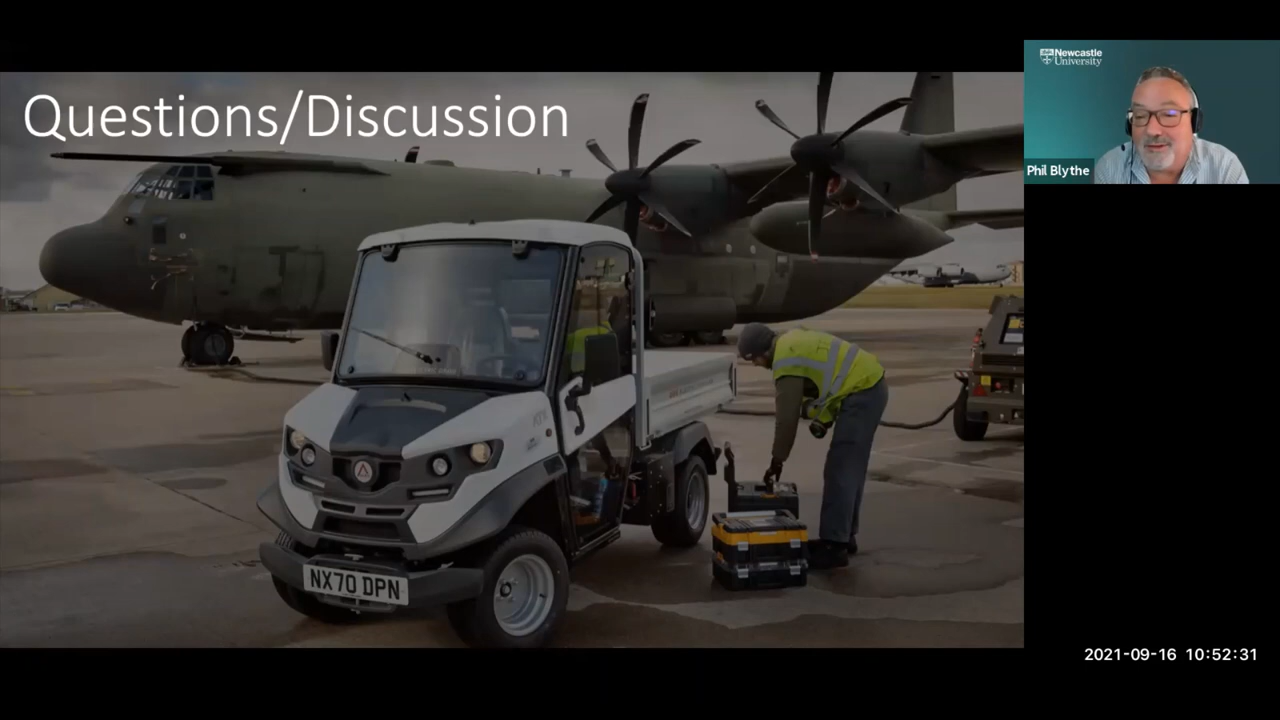 Questions/Discussion
Newcastle
University
Phil Blythe
NX70 DPN
2021-09-16 10:52:31